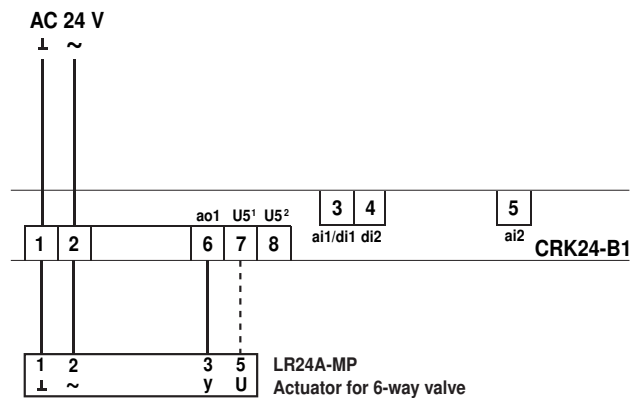 AC 24 V
⊥ ~
3 4 5
ao1 U5¹ U5²
ai1/di1 di2 ai2
1 2 6 7 8
CRK24-B1
1 2 3 5 LR24A-MP
⊥ ~ y U Actuator for 6-way valve